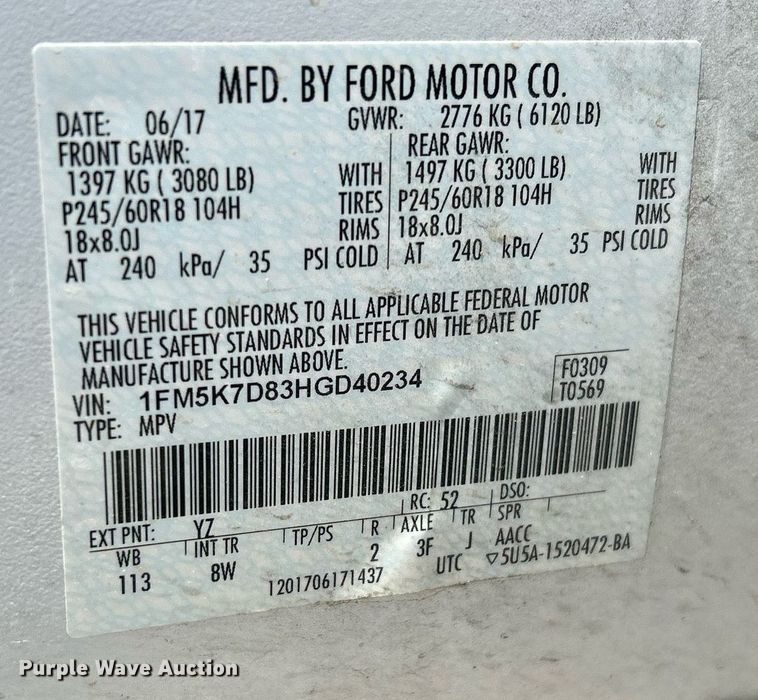 MFD. BY FORD MOTOR CO.
DATE: 06/17 GVWR: 2776 KG ( 6120 LB)
FRONT GAWR: REAR GAWR:
1397 KG ( 3080 LB) WITH 1497 KG ( 3300 LB) WITH
P245/60R18 104H TIRES P245/60R18 104H TIRES
18x8.0J RIMS 18x8.0J RIMS
AT 240 kPa/ 35 PSI COLD AT 240 kPa/ 35 PSI COLD
THIS VEHICLE CONFORMS TO ALL APPLICABLE FEDERAL MOTOR
VEHICLE SAFETY STANDARDS IN EFFECT ON THE DATE OF
MANUFACTURE SHOWN ABOVE.
VIN: 1FM5K7D83HGD40234 F0309
TYPE: MPV T0569
EXT PNT: YZ RC: 52 DSO:
WB INT TR TP/PS R AXLE TR SPR
113 8W 2 3F J AACC
1201706171437 UTC ▽5U5A-1520472-BA
Purple Wave Auction